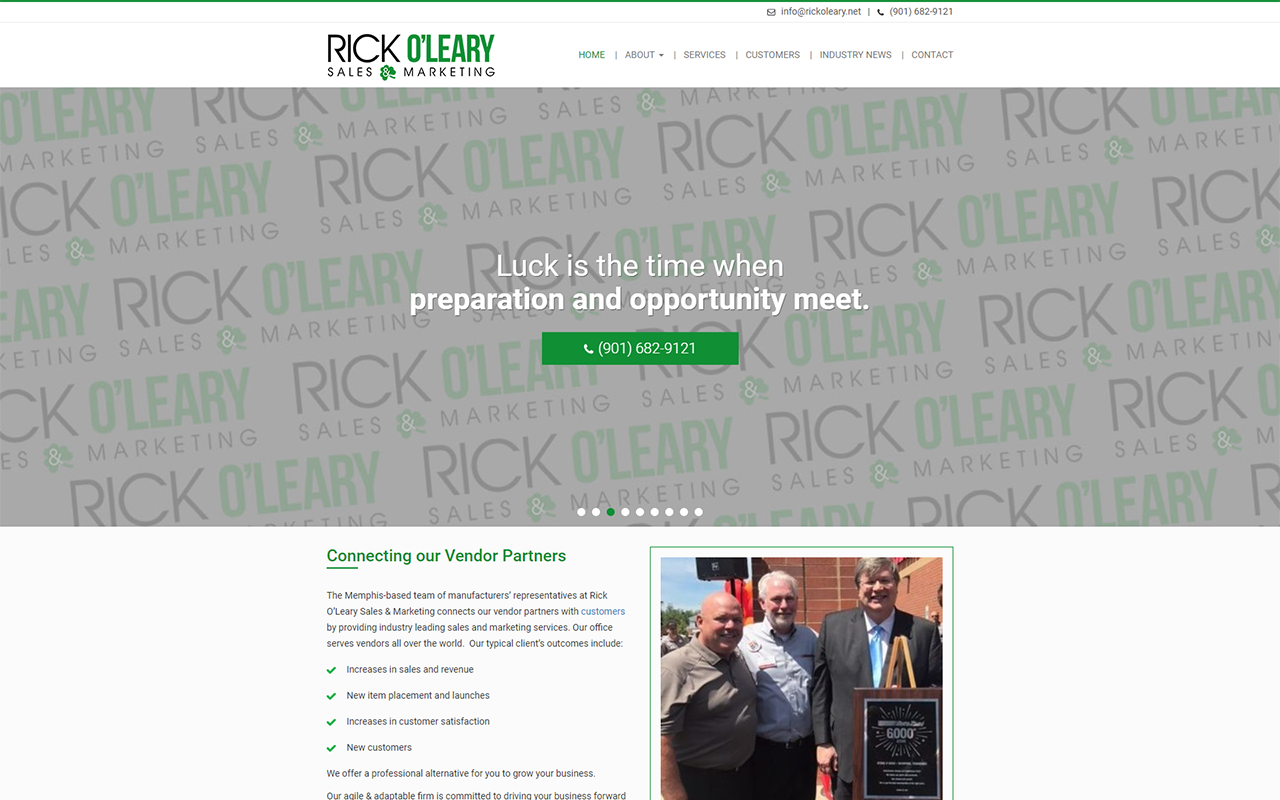 info@rickoleary.net | (901) 682-9121
RICK O'LEARY
SALES & MARKETING
HOME | ABOUT | SERVICES | CUSTOMERS | INDUSTRY NEWS | CONTACT
Luck is the time when
preparation and opportunity meet.
(901) 682-9121
Connecting our Vendor Partners
The Memphis-based team of manufacturers' representatives at Rick
O'Leary Sales & Marketing connects our vendor partners with customers
by providing industry leading sales and marketing services. Our office
serves vendors all over the world. Our typical client's outcomes include:
Increases in sales and revenue
New item placement and launches
Increases in customer satisfaction
New customers
We offer a professional alternative for you to grow your business.
Our agile & adaptable firm is committed to driving your business forward
6,000